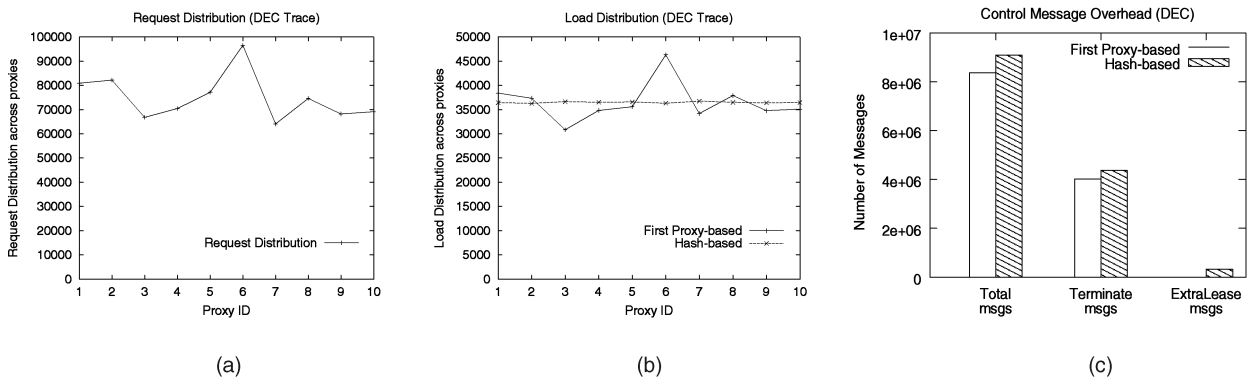 Request Distribution (DEC Trace)
Request Distribution across proxies
100000
90000
80000
70000
60000
50000
40000
30000
20000
10000
0
Request Distribution
1 2 3 4 5 6 7 8 9 10
Proxy ID
(a)
Load Distribution (DEC Trace)
Load Distribution across proxies
50000
45000
40000
35000
30000
25000
20000
15000
10000
5000
0
First Proxy-based
Hash-based
1 2 3 4 5 6 7 8 9 10
Proxy ID
(b)
Control Message Overhead (DEC)
Number of Messages
1e+07
8e+06
6e+06
4e+06
2e+06
0
First Proxy-based
Hash-based
Total
msgs
Terminate
msgs
ExtraLease
msgs
(c)